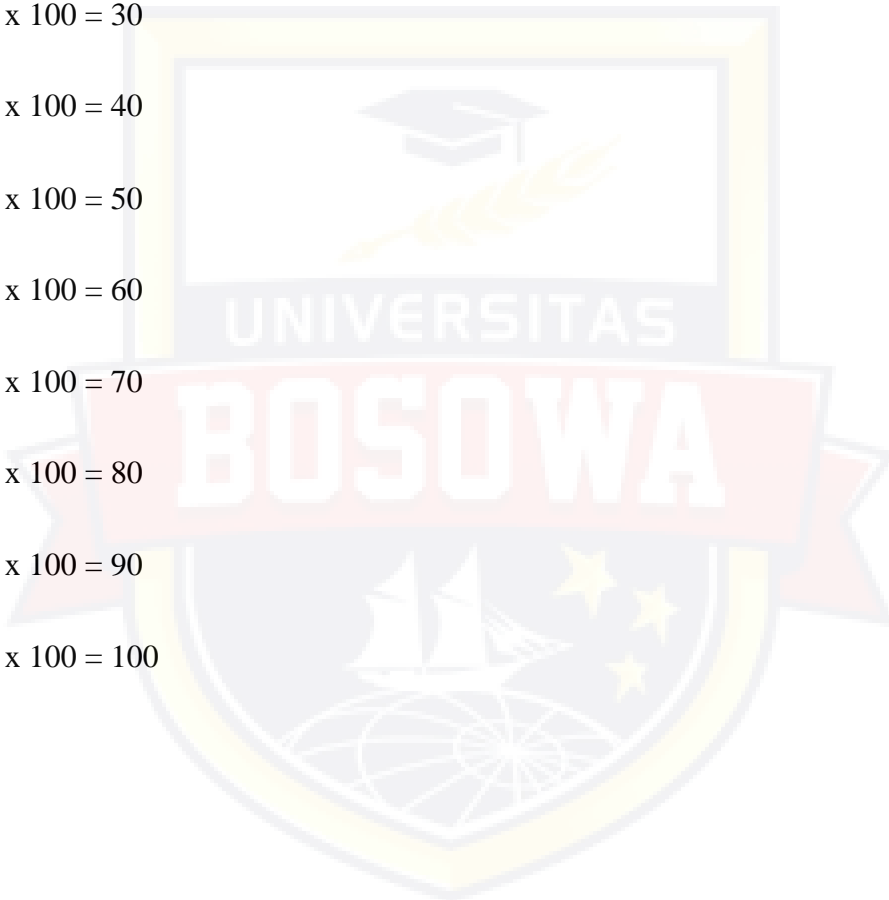 x 100 = 30
x 100 = 40
x 100 = 50
x 100 = 60
UNIVERSITAS
x 100 = 70
BOSOWA
x 100 = 80
x 100 = 90
x 100 = 100